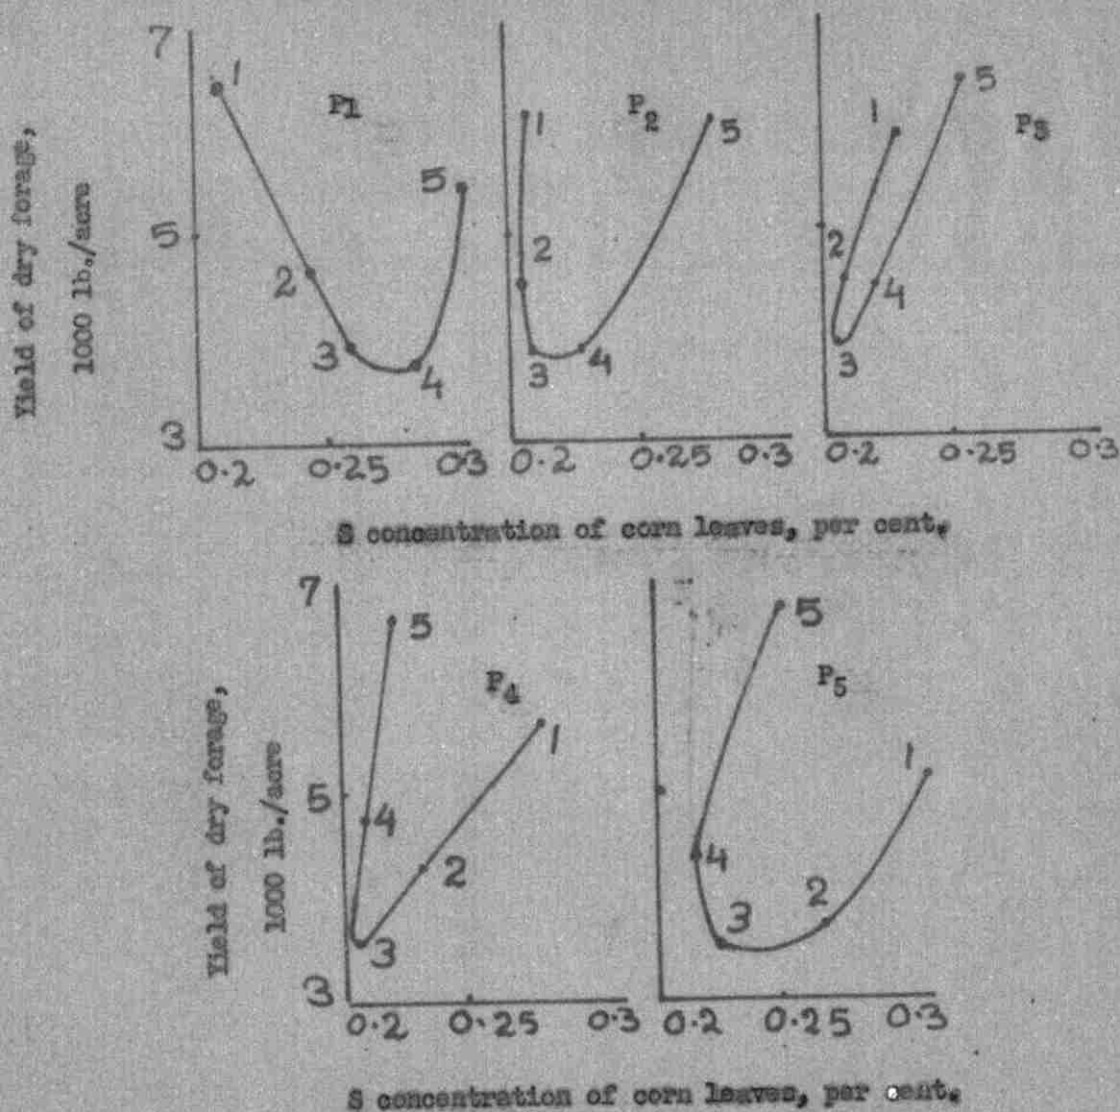 7
5
3
Yield of dry forage,
1000 lb./acre
1
P1
2
3
4
5
0.2 0.25 0.3
1
P2
2
3
4
5
0.2 0.25 0.3
1
P3
2
3
4
5
0.2 0.25 0.3
S concentration of corn leaves, per cent.
7
5
3
Yield of dry forage,
1000 lb./acre
5
P4
1
4
2
3
0.2 0.25 0.3
5
P5
1
4
2
3
0.2 0.25 0.3
S concentration of corn leaves, per cent.